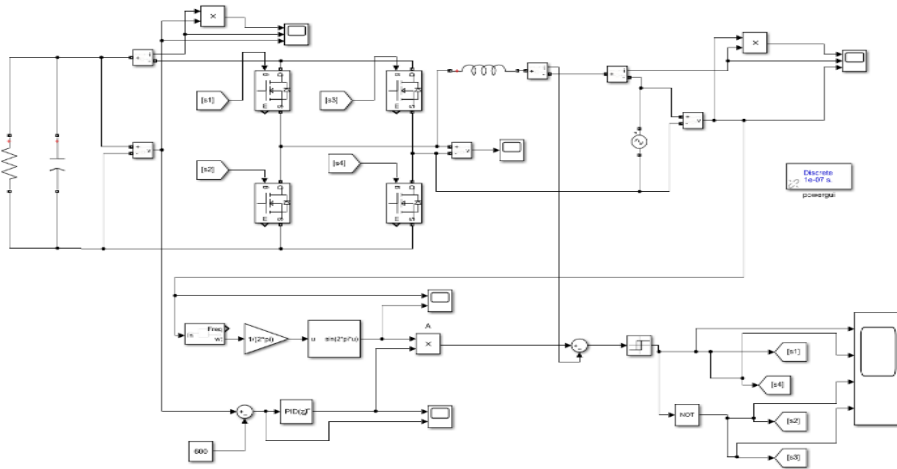 [s1]
[s3]
[s2]
[s4]
Discrete
1e-07 s.
powergui
A
Freq
wt
1/(2*pi)
u sin(2*pi*u)
PID(z)
600
NOT
[s1]
[s4]
[s2]
[s3]